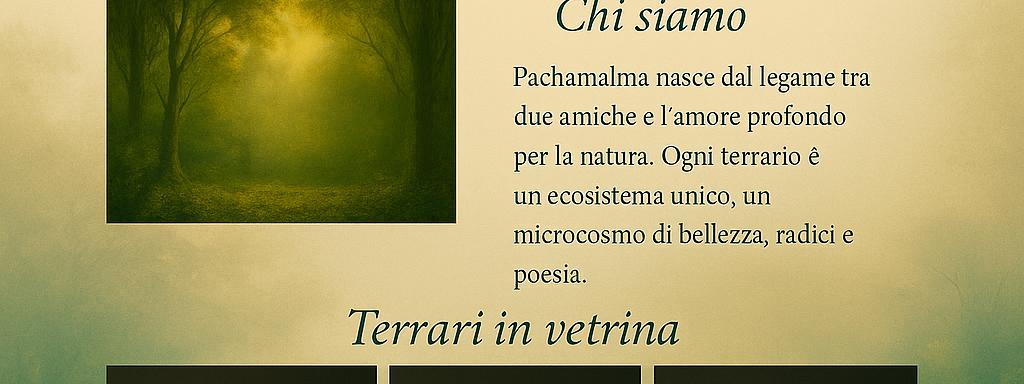 Chi siamo
Pachamalma nasce dal legame tra
due amiche e l´amore profondo
per la natura. Ogni terrario ê
un ecosistema unico, un
microcosmo di bellezza, radici e
poesia.
Terrari in vetrina